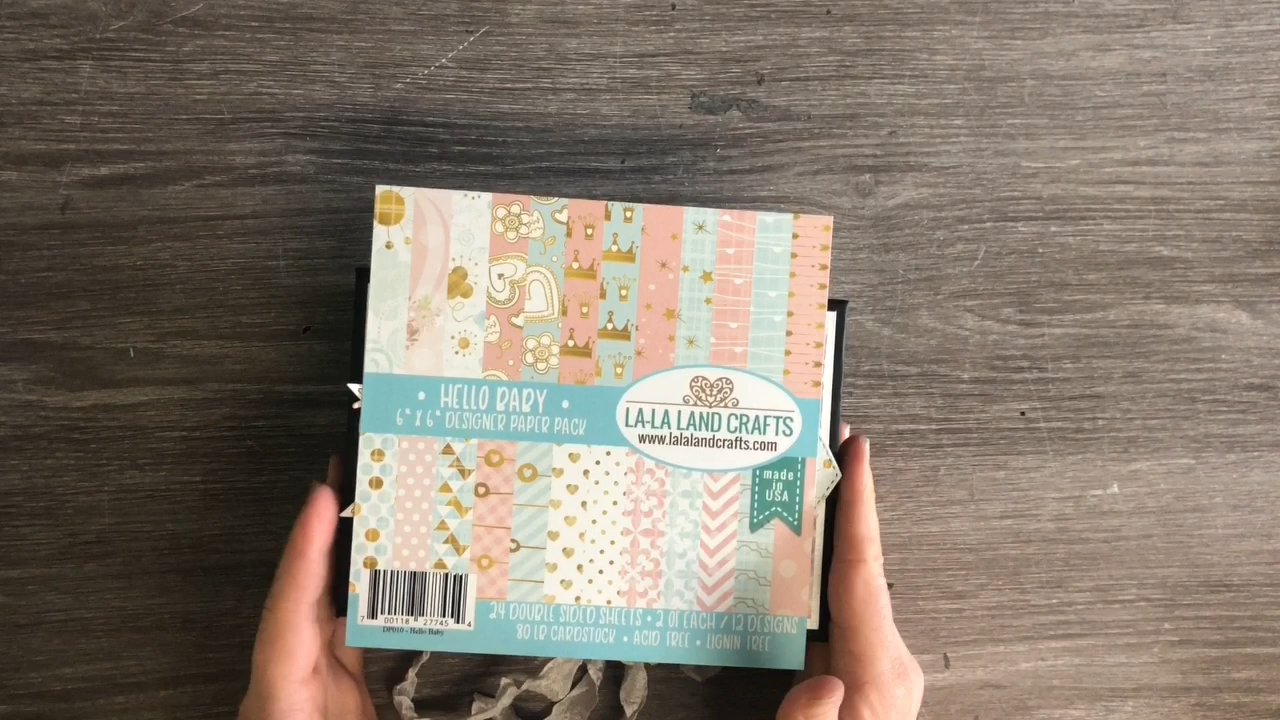 • HELLO BABY •
6" X 6" DESIGNER PAPER PACK
LA-LA LAND CRAFTS
www.lalalandcrafts.com
made
in
USA
7 00118 27745 4
DP010 - Hello Baby
24 DOUBLE SIDED SHEETS • 2 OF EACH / 12 DESIGNS
80 LB CARDSTOCK • ACID FREE • LIGNIN FREE